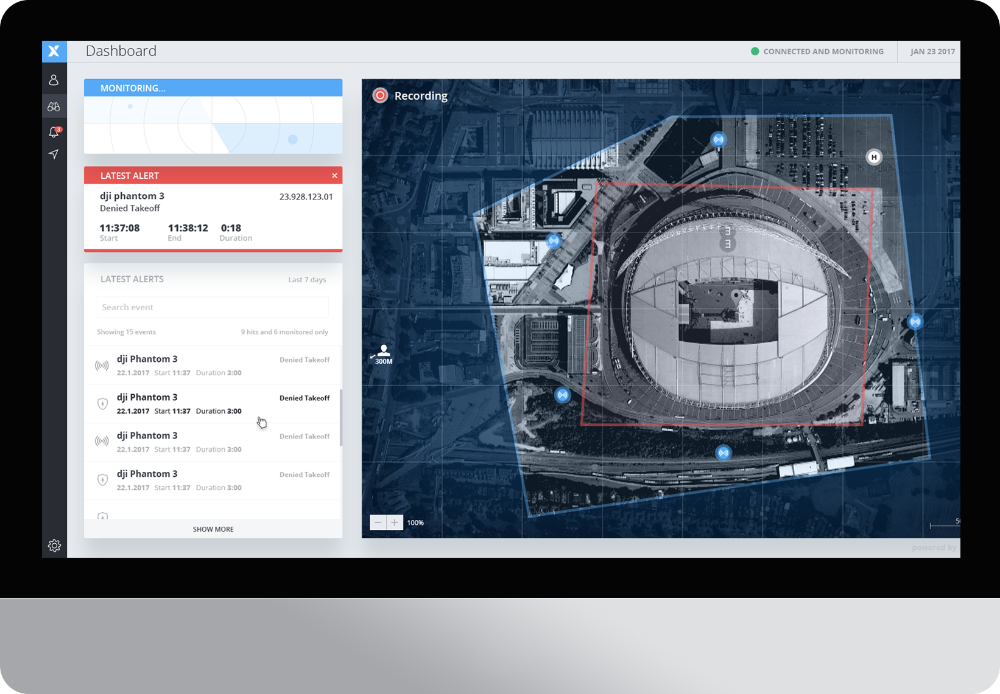 Dashboard
CONNECTED AND MONITORING
JAN 23 2017
MONITORING...
3
LATEST ALERT
dji phantom 3
23.928.123.01
Denied Takeoff
11:37:08 11:38:12 0:18
Start End Duration
LATEST ALERTS
Last 7 days
Search event
Showing 15 events
9 hits and 6 monitored only
dji Phantom 3
Denied Takeoff
22.1.2017 Start 11:37 Duration 3:00
dji Phantom 3
Denied Takeoff
22.1.2017 Start 11:37 Duration 3:00
dji Phantom 3
Denied Takeoff
22.1.2017 Start 11:37 Duration 3:00
dji Phantom 3
Denied Takeoff
22.1.2017 Start 11:37 Duration 3:00
SHOW MORE
Recording
H
300M
100%
powered by